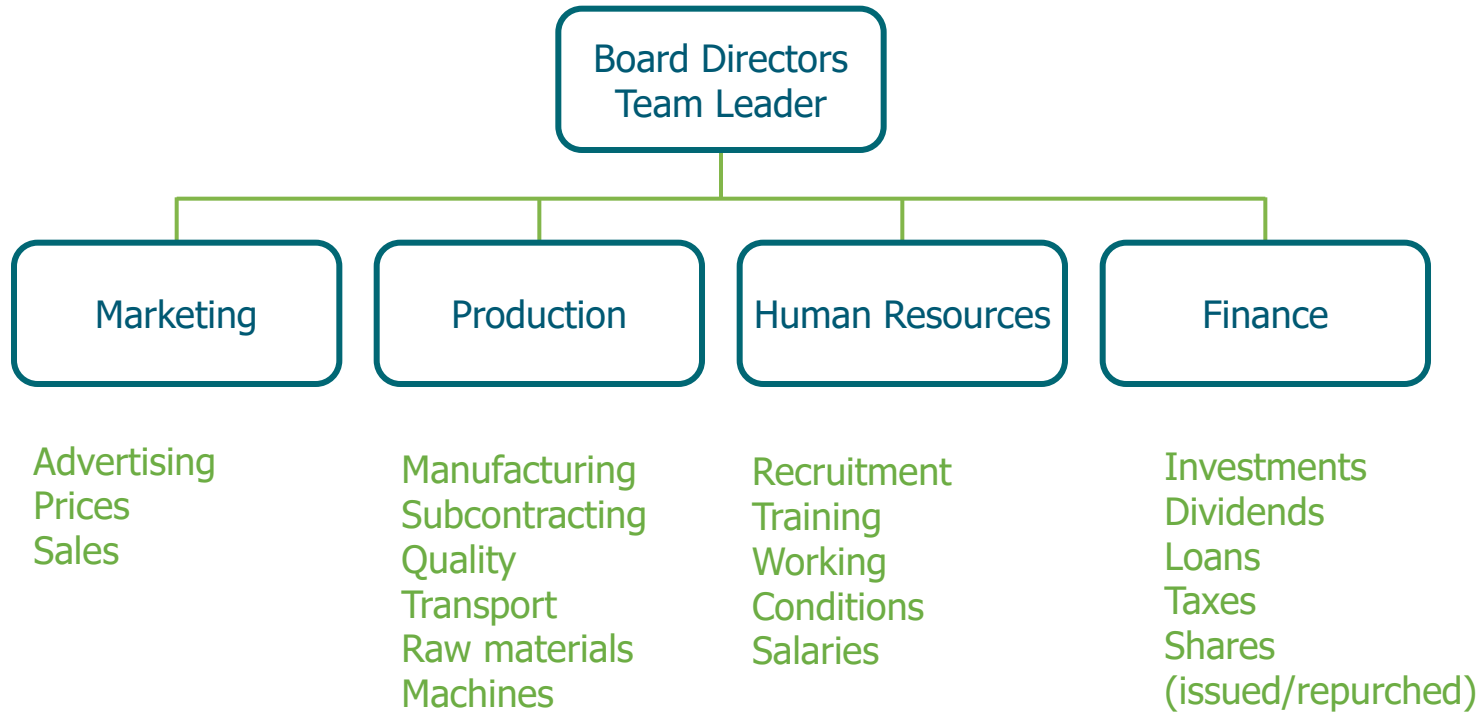 Board Directors
Team Leader
Marketing
Production
Human Resources
Finance
Advertising
Prices
Sales
Manufacturing
Subcontracting
Quality
Transport
Raw materials
Machines
Recruitment
Training
Working
Conditions
Salaries
Investments
Dividends
Loans
Taxes
Shares
(issued/repurched)